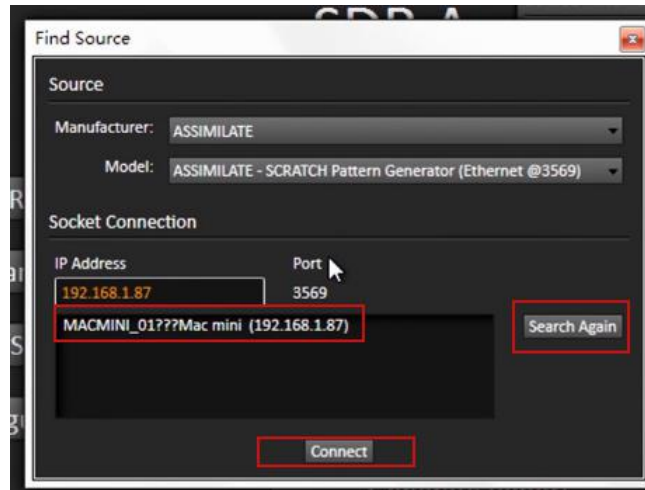 Find Source
Source
Manufacturer: ASSIMILATE
Model: ASSIMILATE - SCRATCH Pattern Generator (Ethernet @3569)
Socket Connection
IP Address Port
192.168.1.87 3569
MACMINI_01???Mac mini (192.168.1.87)
Search Again
Connect